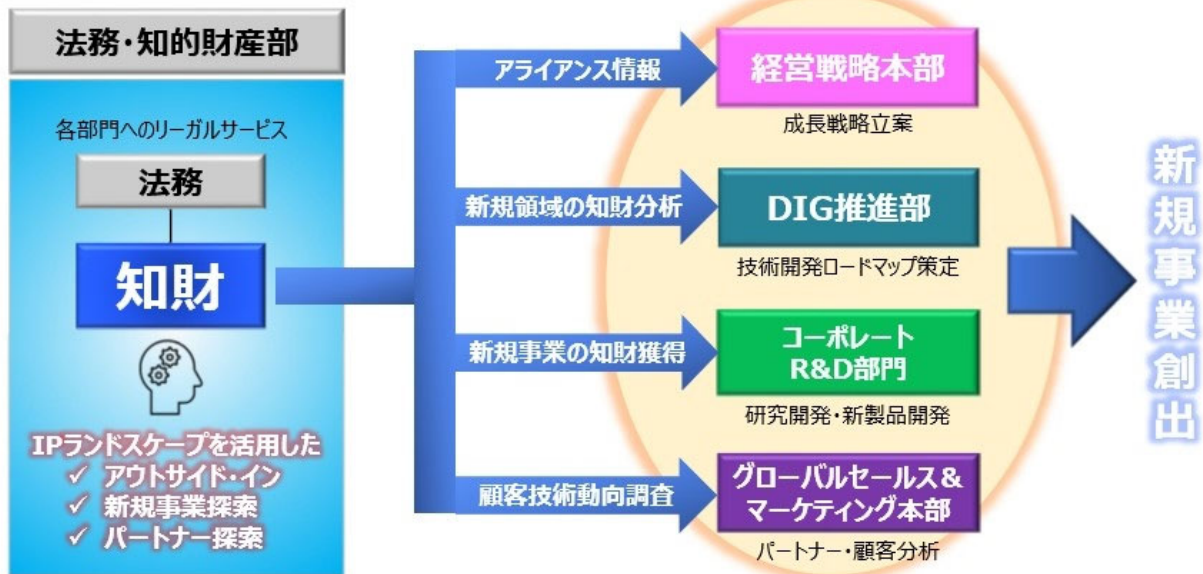 法務・知的財産部
各部門へのリーガルサービス
法務
知財
IPランドスケープを活用した
✓ アウトサイド・イン
✓ 新規事業探索
✓ パートナー探索
アライアンス情報
経営戦略本部
成長戦略立案
新規領域の知財分析
DIG推進部
技術開発ロードマップ策定
新規事業の知財獲得
コーポレート
R&D部門
研究開発・新製品開発
顧客技術動向調査
グローバルセールス＆
マーケティング本部
パートナー・顧客分析
新規事業創出